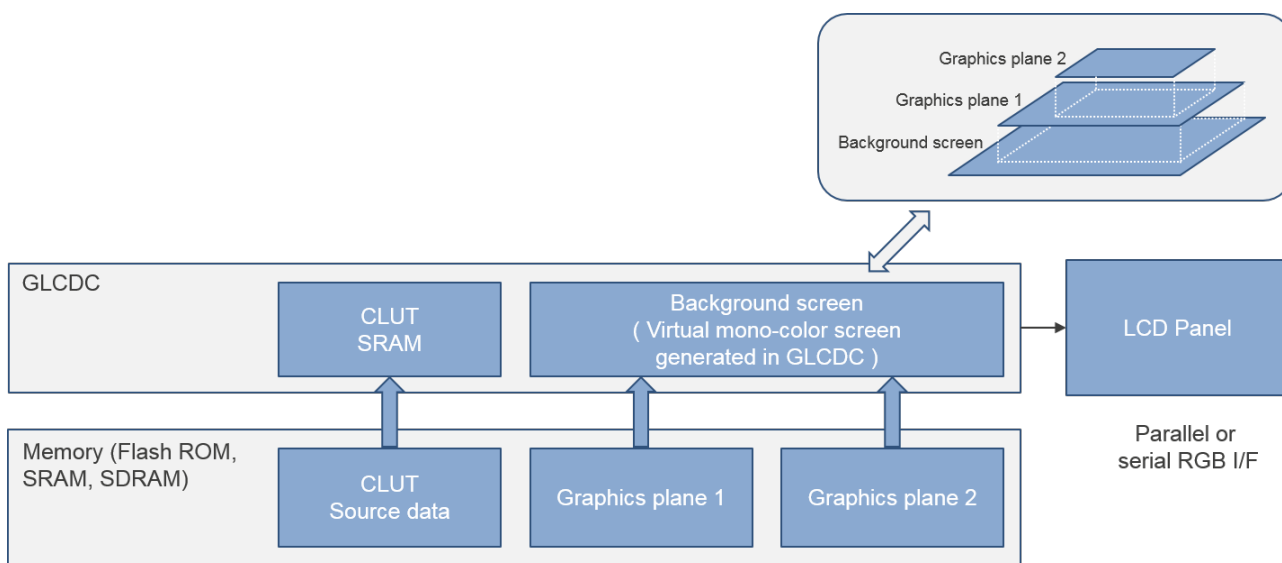 Graphics plane 2
Graphics plane 1
Background screen
GLCDC
CLUT
SRAM
Background screen
( Virtual mono-color screen
generated in GLCDC )
LCD Panel
Memory (Flash ROM,
SRAM, SDRAM)
CLUT
Source data
Graphics plane 1
Graphics plane 2
Parallel or
serial RGB I/F